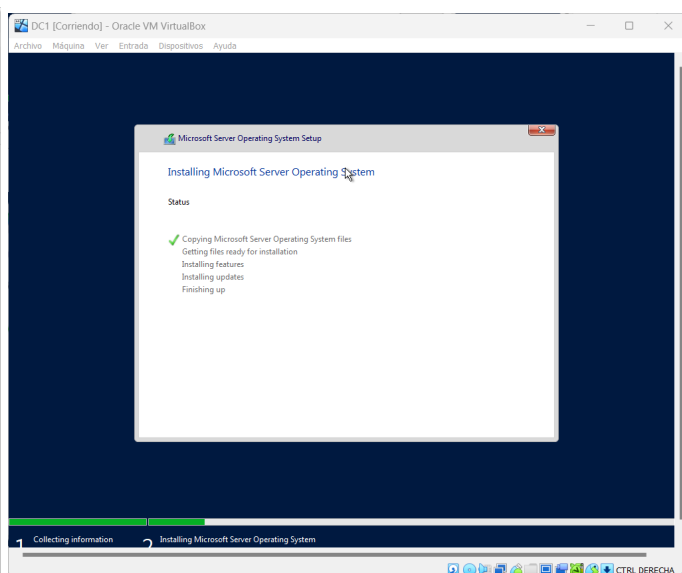 DC1 [Corriendo] - Oracle VM VirtualBox
Archivo Máquina Ver Entrada Dispositivos Ayuda
Microsoft Server Operating System Setup
Installing Microsoft Server Operating System
Status
Copying Microsoft Server Operating System files
Getting files ready for installation
Installing features
Installing updates
Finishing up
1 Collecting information 2 Installing Microsoft Server Operating System
CTRL DERECHA